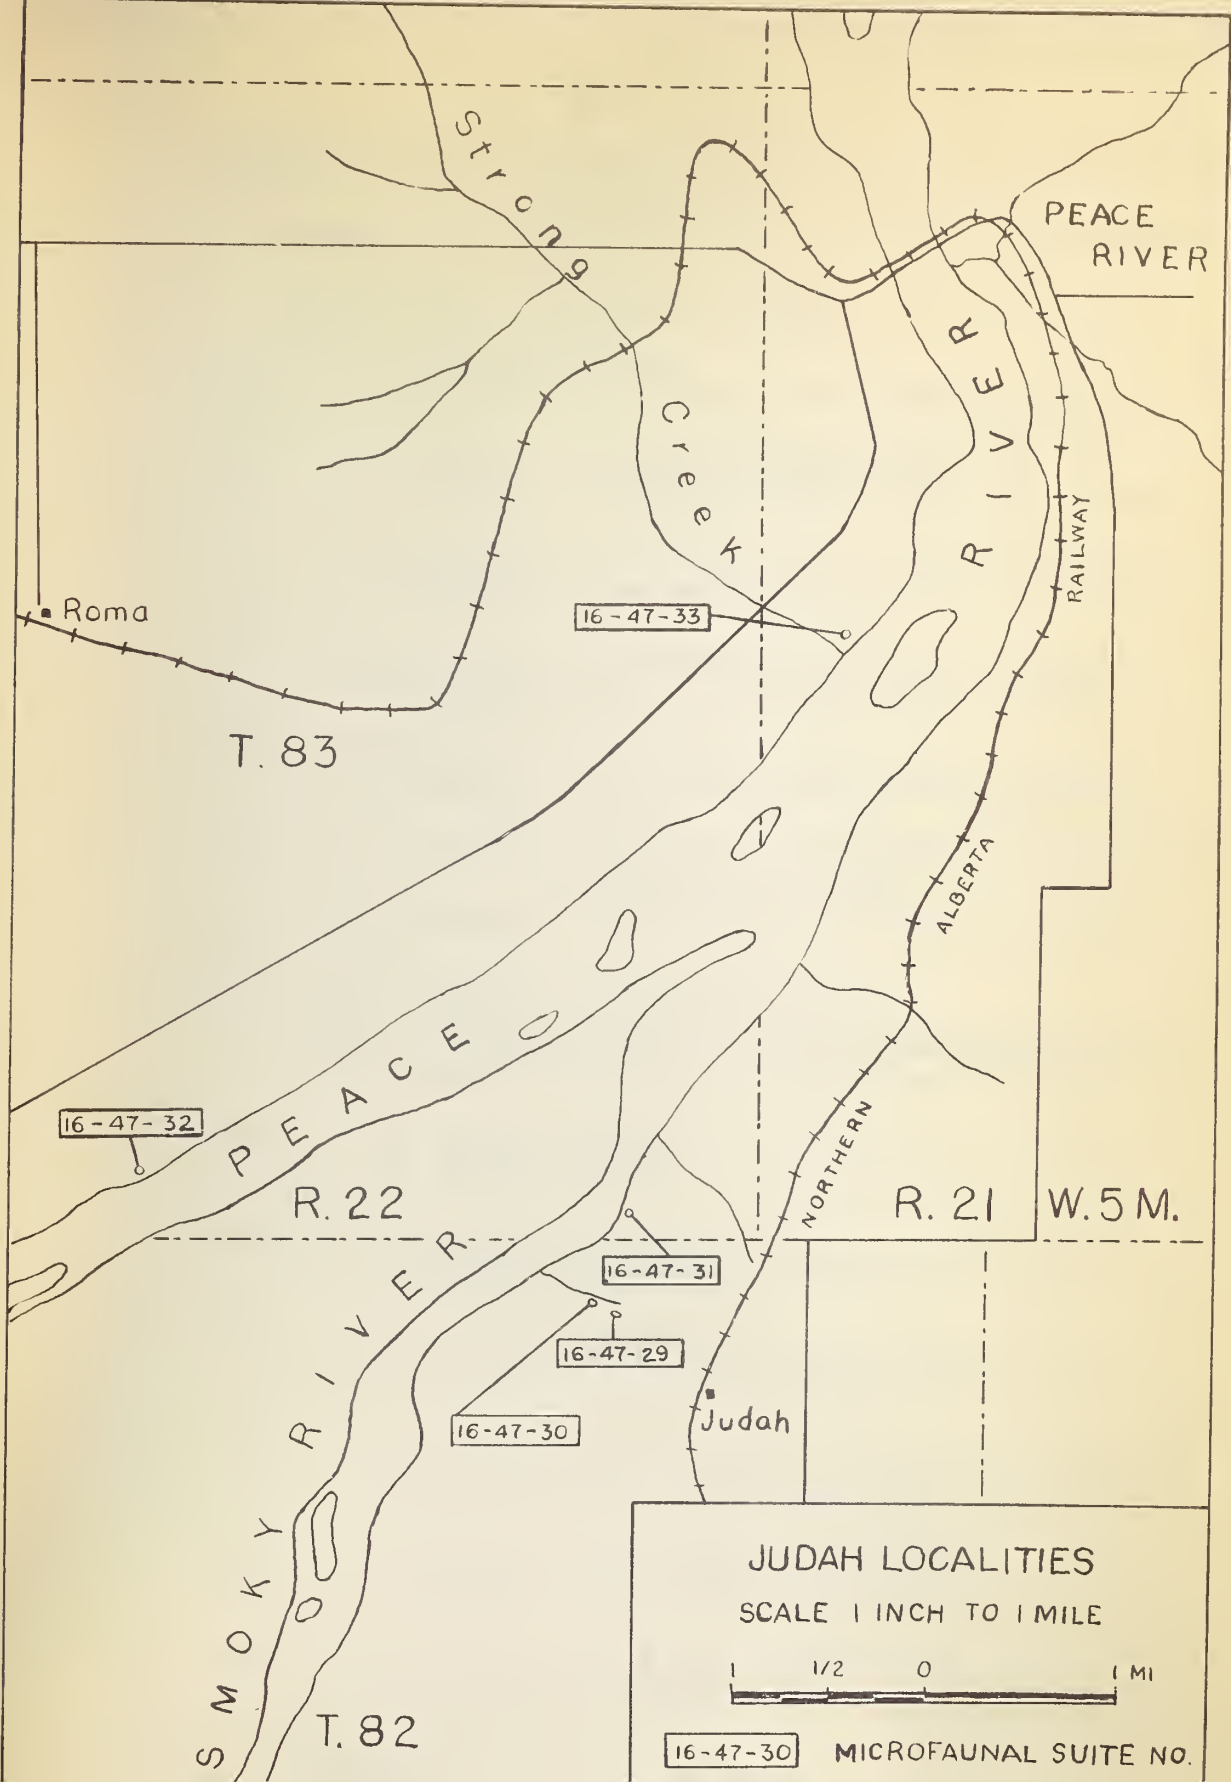 Strong
Creek
PEACE
RIVER
RIVER
RAILWAY
Roma
16-47-33
T. 83
ALBERTA
PEACE
16-47-32
NORTHERN
R. 22
R. 21
W. 5 M.
RIVER
16-47-31
16-47-29
16-47-30
Judah
SMOKY
T. 82
JUDAH LOCALITIES
SCALE 1 INCH TO 1 MILE
1 1/2 0 1 MI
16-47-30 MICROFAUNAL SUITE NO.